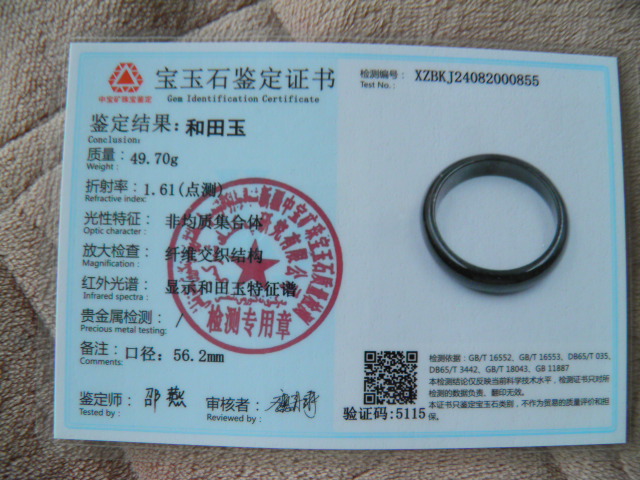 中宝矿珠宝鉴定
宝玉石鉴定证书
Gem Identification Certificate
检测编号: XZBKJ24082000855
Test No.:
鉴定结果: 和田玉
Conclusion:
质量: 49.70g
Weight:
折射率: 1.61(点测)
Refractive index:
光性特征: 非均质集合体
Optic character:
放大检查: 纤维交织结构
Magnification:
红外光谱: 显示和田玉特征谱
Infrared spectra:
贵金属检测: /
Precious metal testing:
备注: 口径: 56.2mm
Comments:
鉴定师:
Tested by:
审核者:
Reviewed by:
检测专用章
验证码:5115
检测依据: GB/T 16552、GB/T 16553、DB65/T 035、
DB65/T 3442、GB/T 18043、GB 11887
本检测结论仅反映当前科学技术水平，检测证书只对所
检测的数据负责。翻印无效。
本证书只鉴定宝玉石类别，不作为贸易的质量评价和担
保。